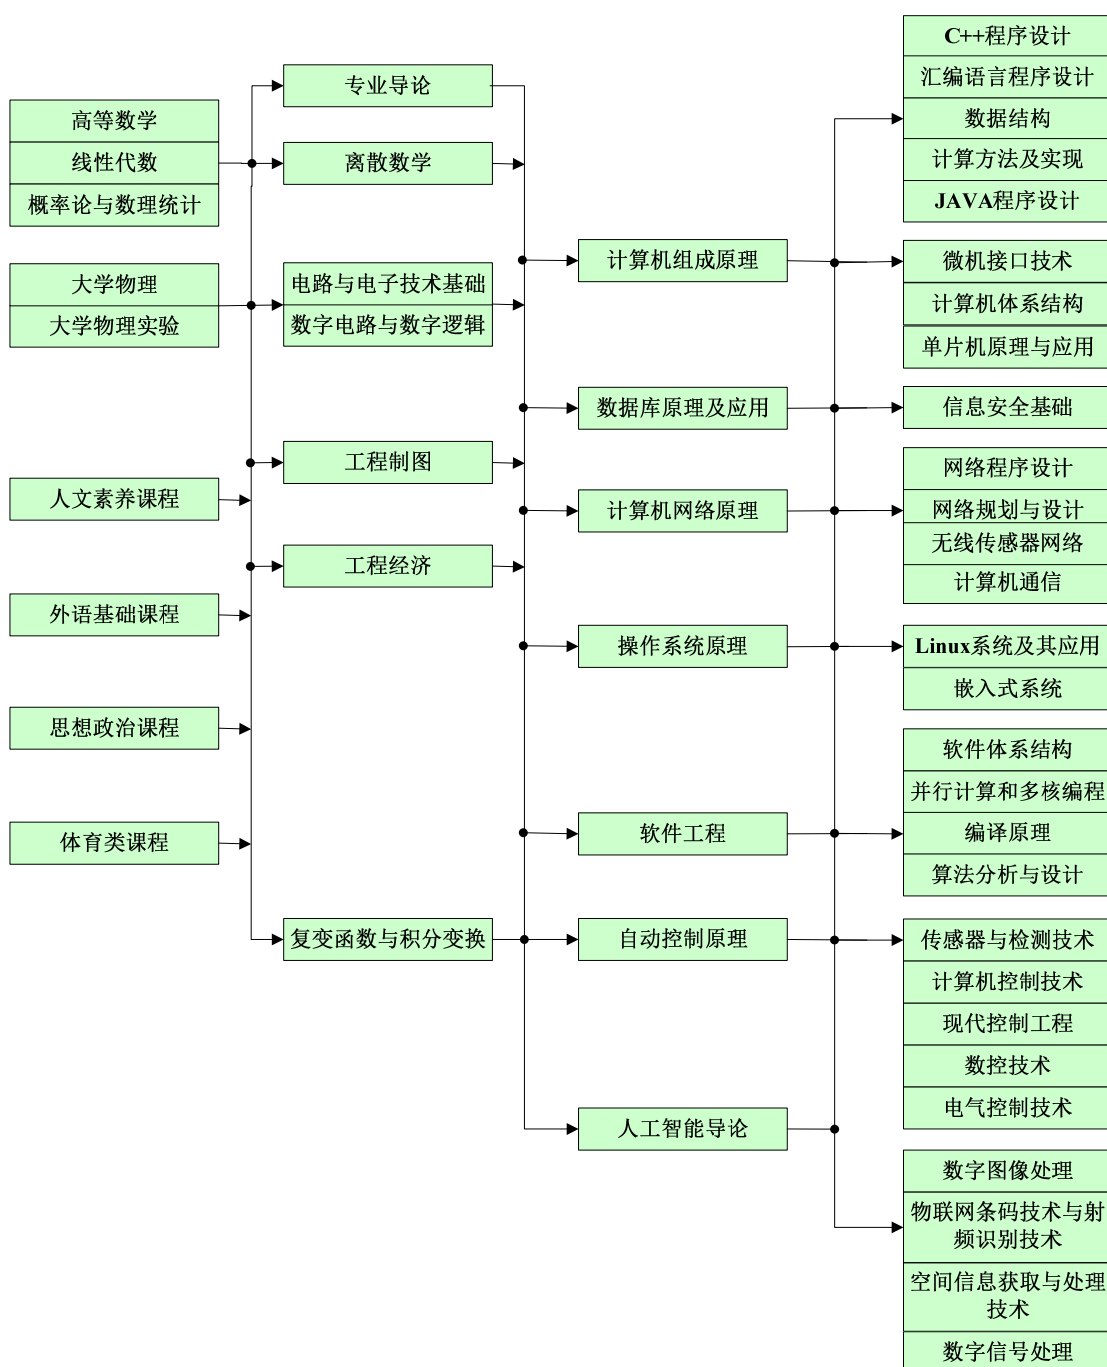 高等数学
线性代数
概率论与数理统计
大学物理
大学物理实验
人文素养课程
外语基础课程
思想政治课程
体育类课程
专业导论
离散数学
电路与电子技术基础
数字电路与数字逻辑
工程制图
工程经济
复变函数与积分变换
计算机组成原理
数据库原理及应用
计算机网络原理
操作系统原理
软件工程
自动控制原理
人工智能导论
C++程序设计
汇编语言程序设计
数据结构
计算方法及实现
JAVA程序设计
微机接口技术
计算机体系结构
单片机原理与应用
信息安全基础
网络程序设计
网络规划与设计
无线传感器网络
计算机通信
Linux系统及其应用
嵌入式系统
软件体系结构
并行计算和多核编程
编译原理
算法分析与设计
传感器与检测技术
计算机控制技术
现代控制工程
数控技术
电气控制技术
数字图像处理
物联网条码技术与射
频识别技术
空间信息获取与处理
技术
数字信号处理